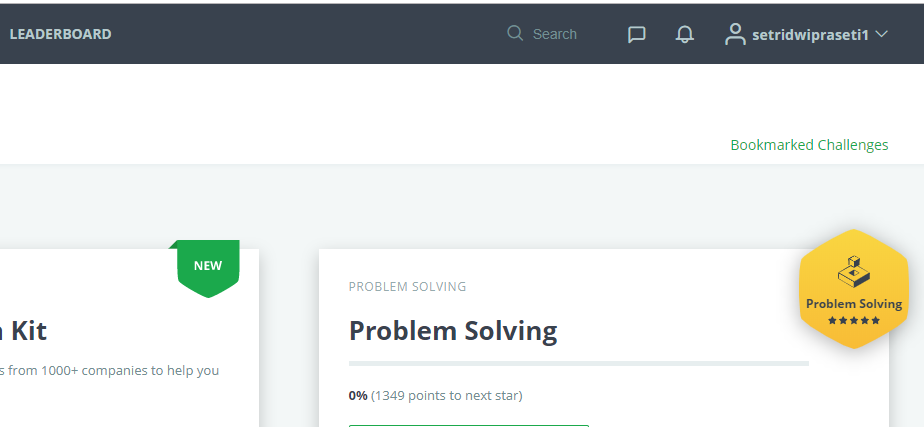 LEADERBOARD
Search
setridwipraseti1
Bookmarked Challenges
NEW
Kit
from 1000+ companies to help you
PROBLEM SOLVING
Problem Solving
0% (1349 points to next star)
Problem Solving